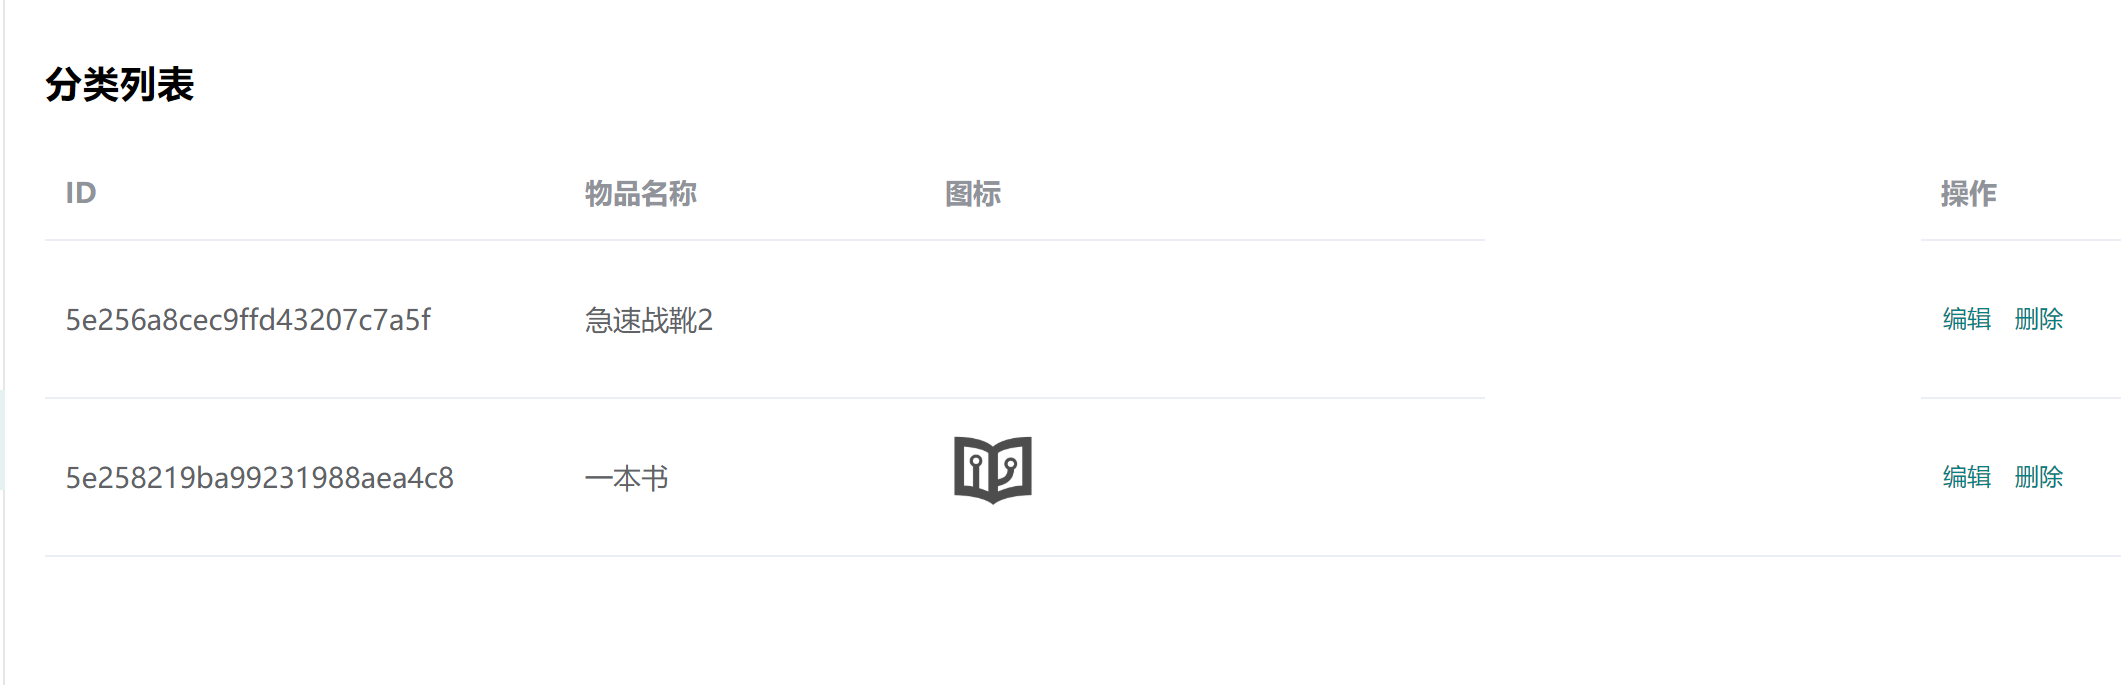 分类列表
ID 物品名称 图标 操作
5e256a8cec9ffd43207c7a5f 急速战靴2 编辑 删除
5e258219ba99231988aea4c8 一本书 编辑 删除